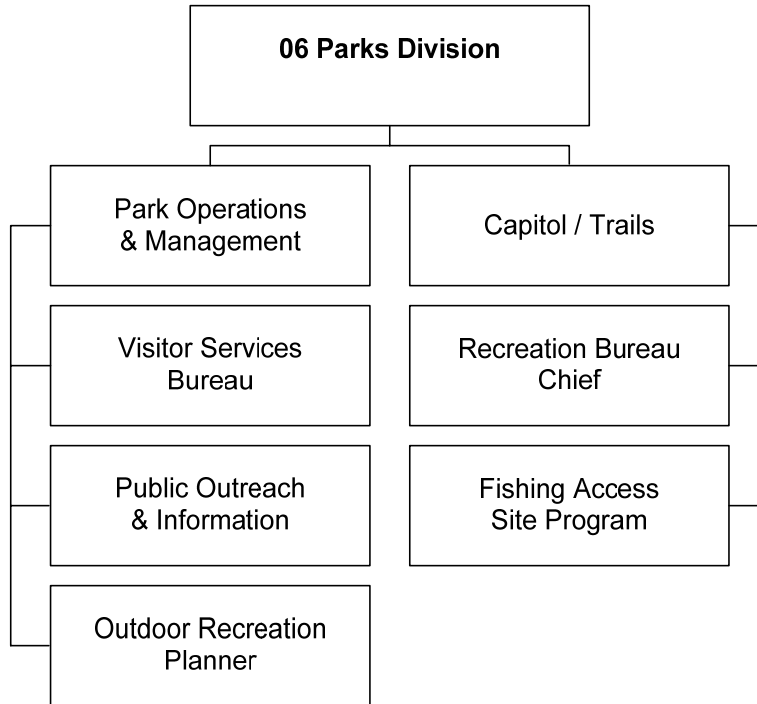 06 Parks Division
Park Operations
& Management
Capitol / Trails
Visitor Services
Bureau
Recreation Bureau
Chief
Public Outreach
& Information
Fishing Access
Site Program
Outdoor Recreation
Planner